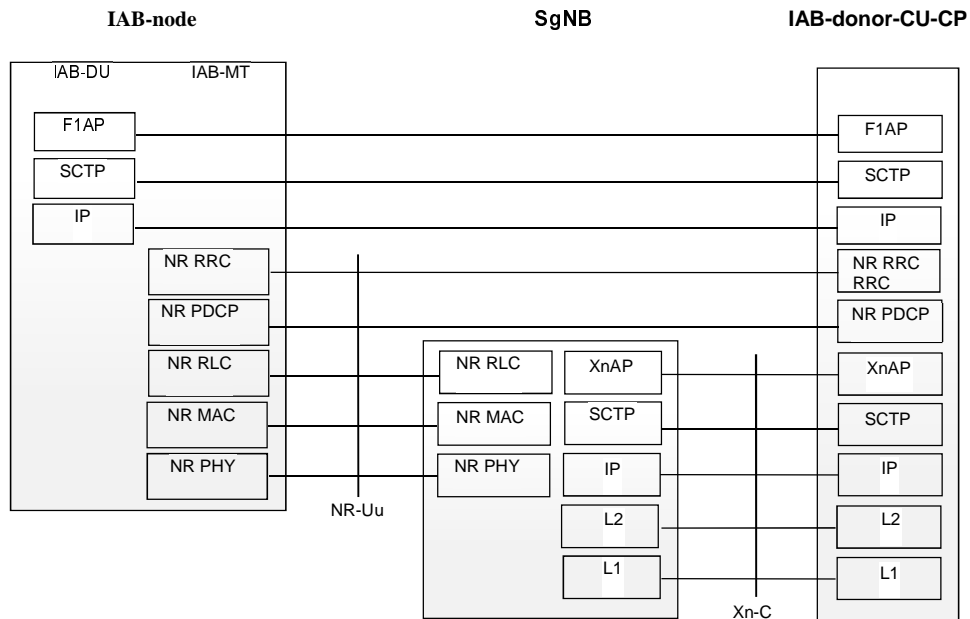 IAB-node
SgNB
IAB-donor-CU-CP
IAB-DU
IAB-MT
F1AP
F1AP
SCTP
SCTP
IP
IP
NR RRC
NR RRC
RRC
NR PDCP
NR PDCP
NR RLC
NR RLC
XnAP
XnAP
NR MAC
NR MAC
SCTP
SCTP
NR PHY
NR PHY
IP
IP
NR-Uu
L2
L2
L1
L1
Xn-C